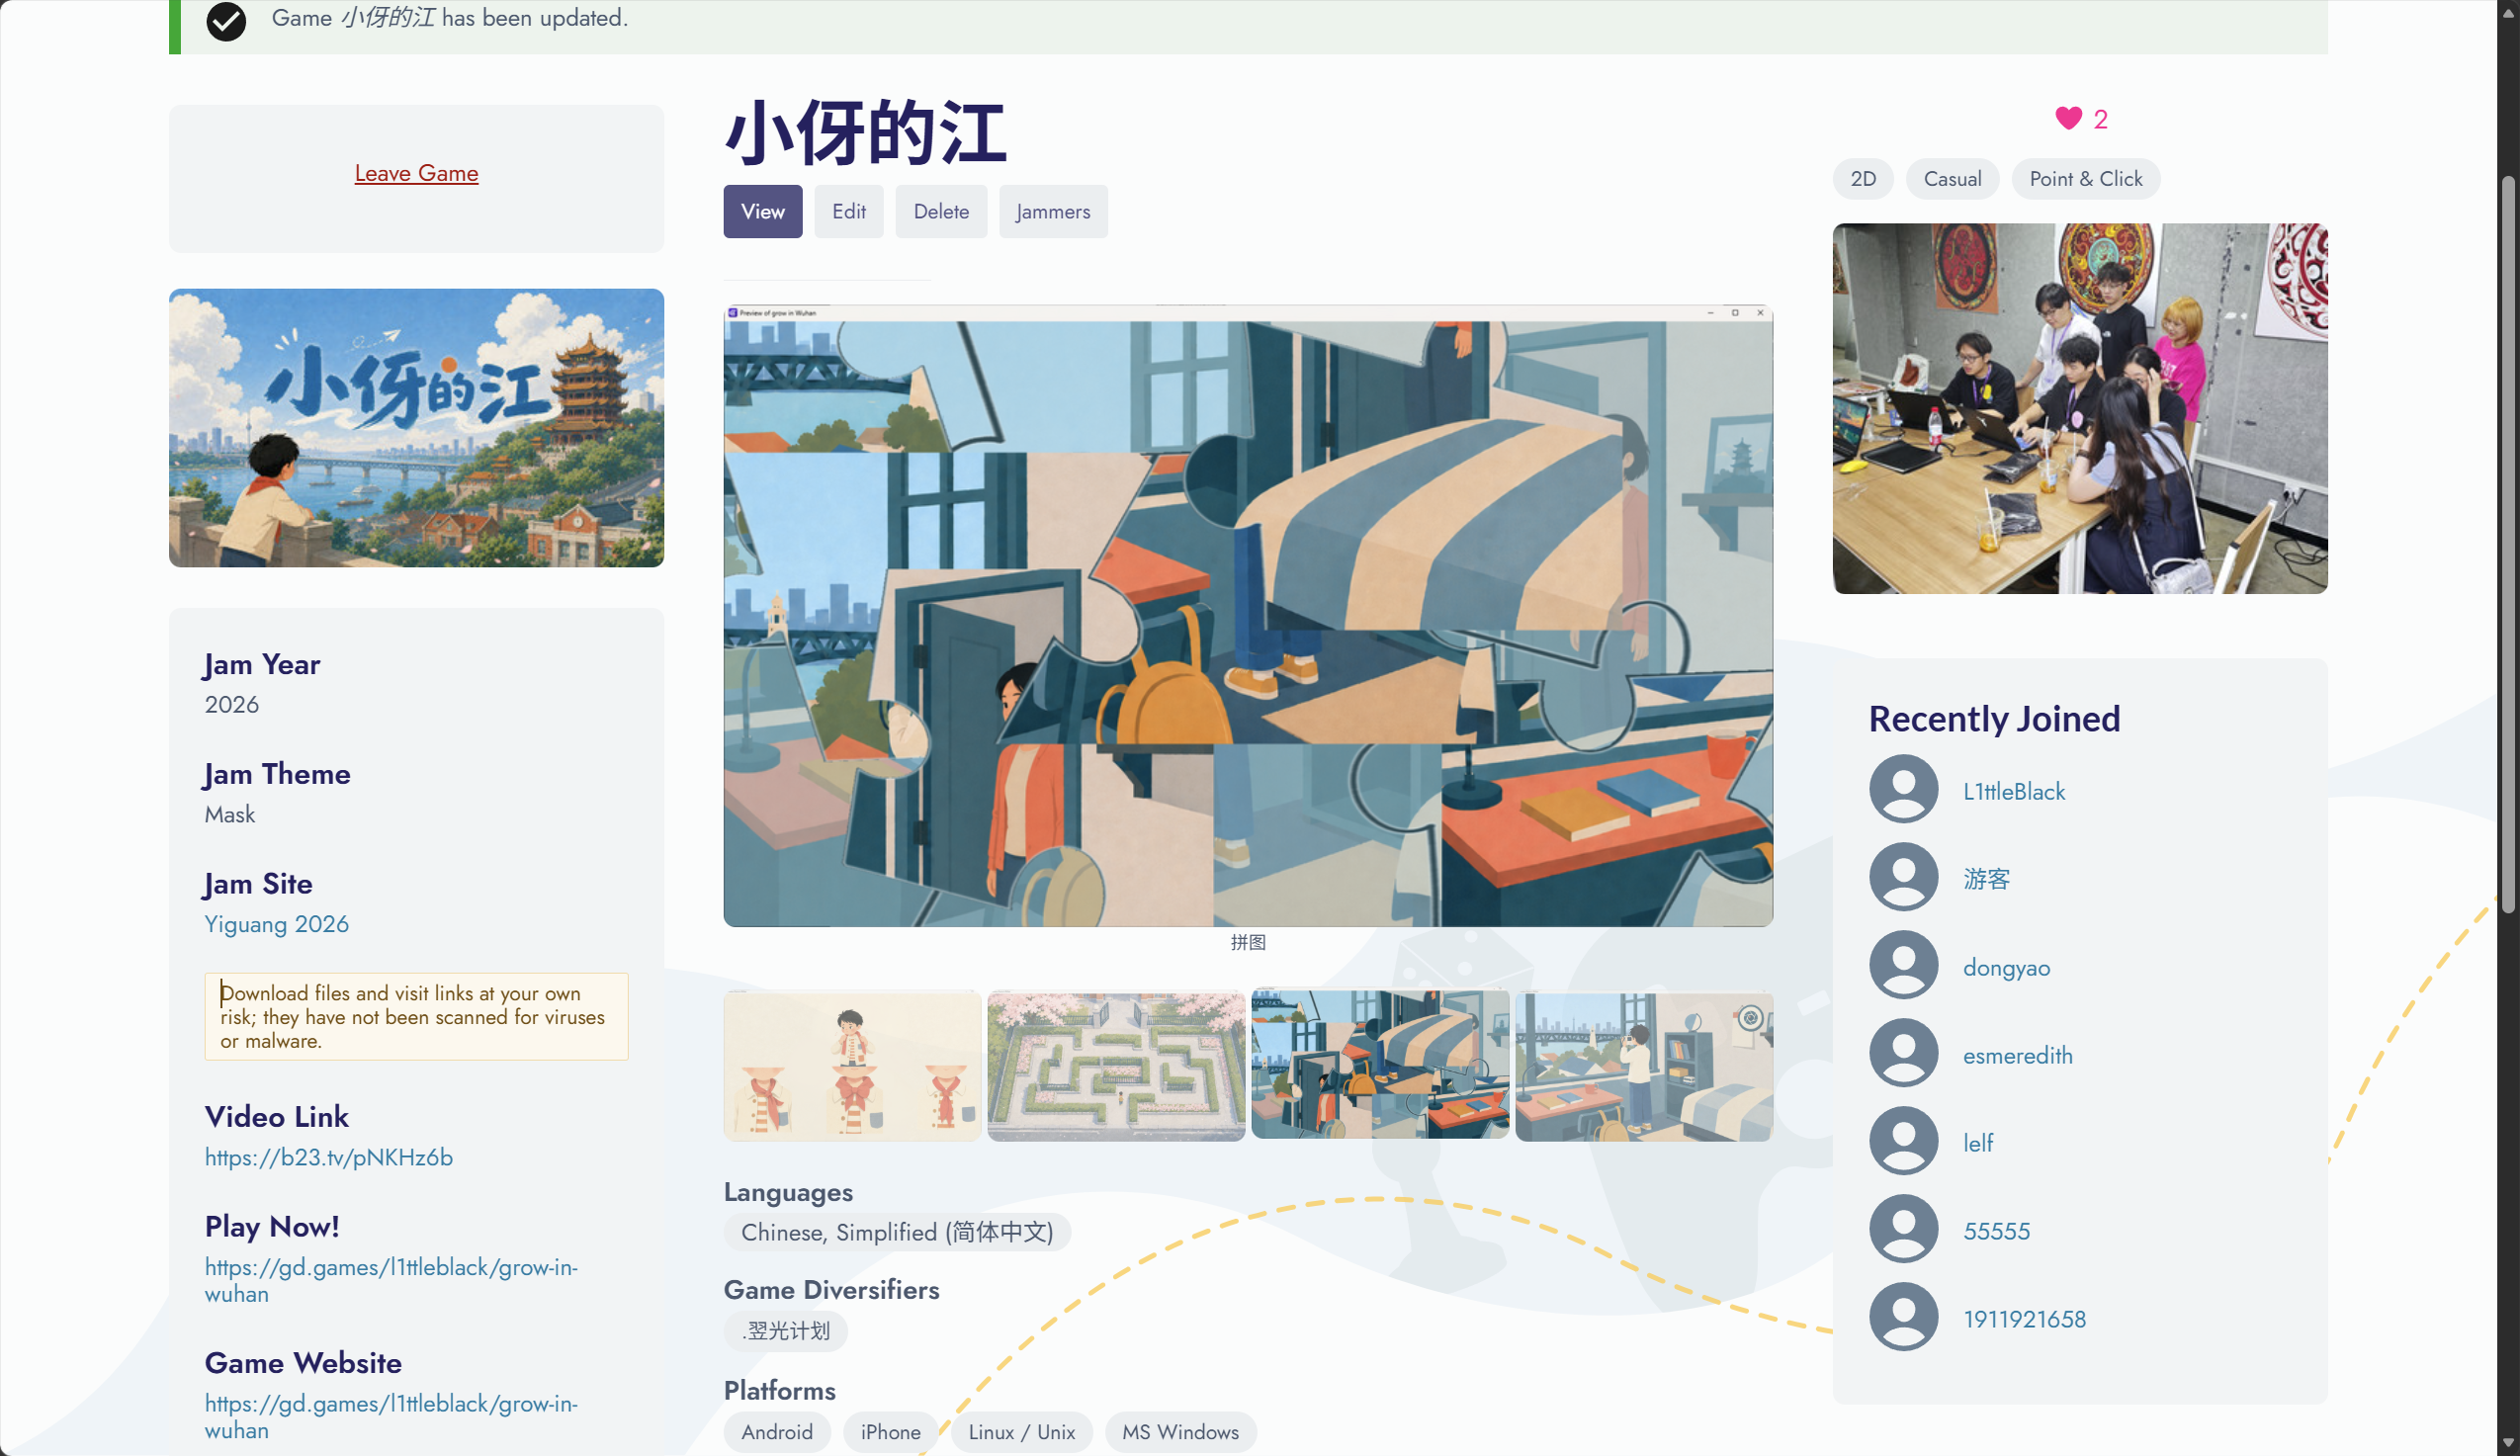 Game 小伢的江 has been updated.
Leave Game
小伢的江
Jam Year
2026
Jam Theme
Mask
Jam Site
Yiguang 2026
Download files and visit links at your own
risk; they have not been scanned for viruses
or malware.
Video Link
https://b23.tv/pNKHz6b
Play Now!
https://gd.games/l1ttleblack/grow-in-
wuhan
Game Website
https://gd.games/l1ttleblack/grow-in-
wuhan
小伢的江
View
Edit
Delete
Jammers
Preview of grow in Wuhan
拼图
Languages
Chinese, Simplified (简体中文)
Game Diversifiers
.翌光计划
Platforms
Android
iPhone
Linux / Unix
MS Windows
2
2D
Casual
Point & Click
Recently Joined
L1ttleBlack
游客
dongyao
esmeredith
lelf
55555
1911921658